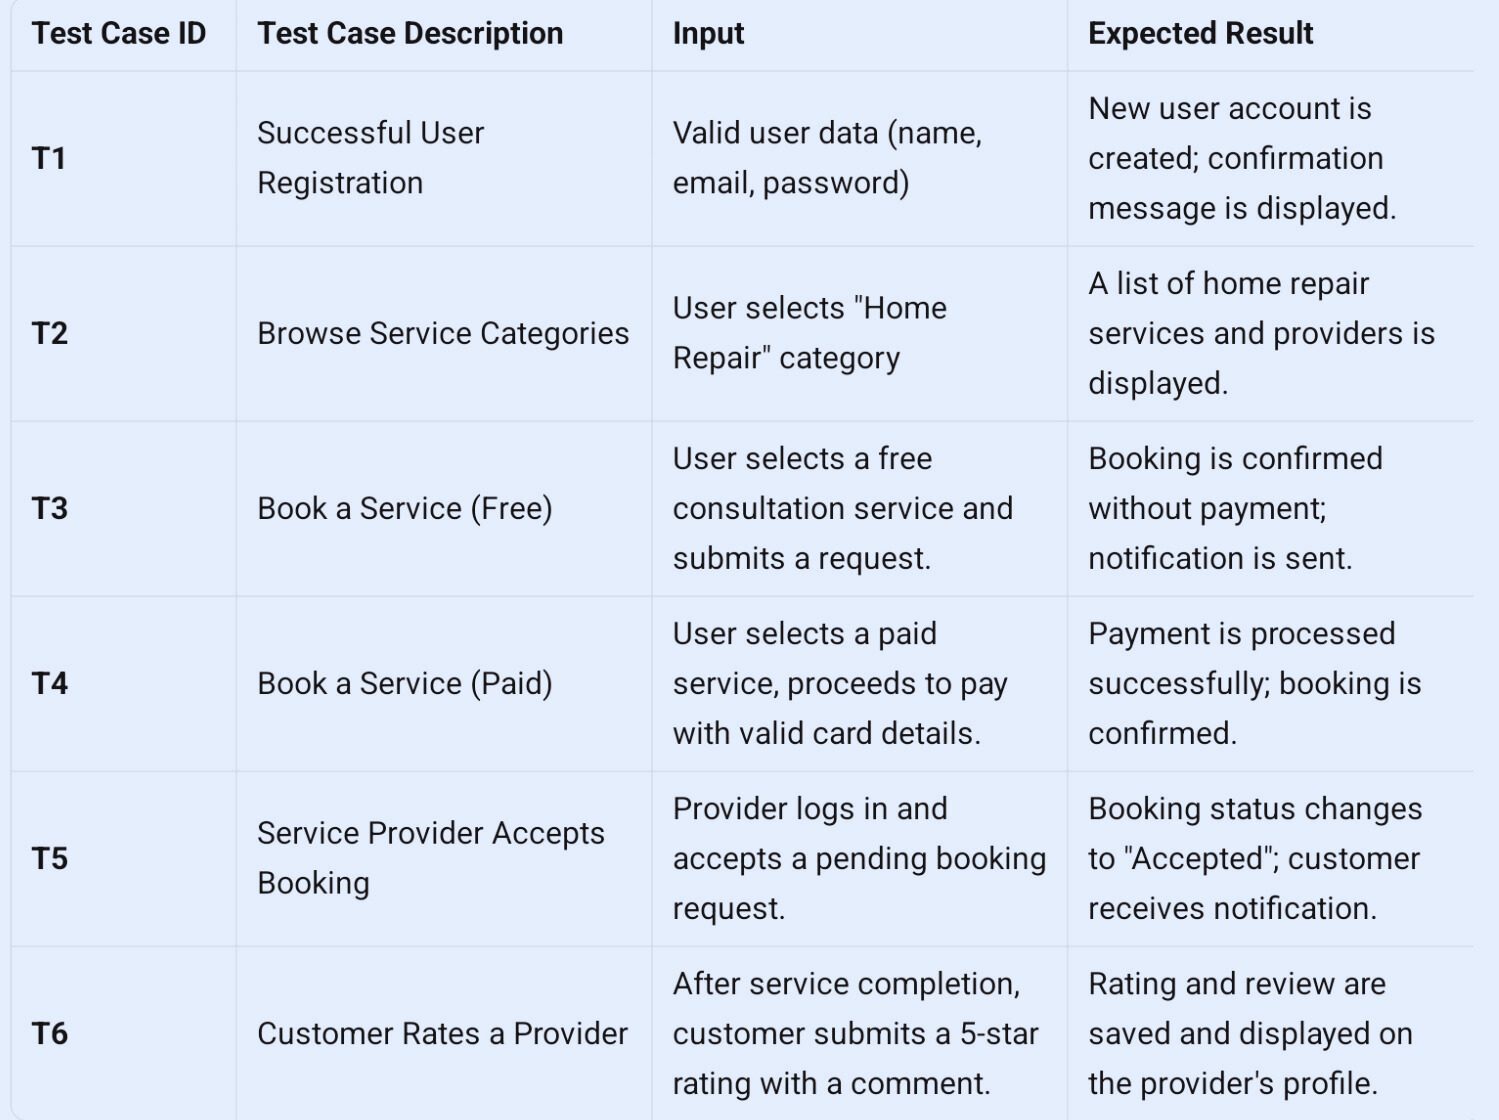 Test Case ID
Test Case Description
Input
Expected Result
T1
Successful User
Registration
Valid user data (name,
email, password)
New user account is
created; confirmation
message is displayed.
T2
Browse Service Categories
User selects "Home
Repair" category
A list of home repair
services and providers is
displayed.
T3
Book a Service (Free)
User selects a free
consultation service and
submits a request.
Booking is confirmed
without payment;
notification is sent.
T4
Book a Service (Paid)
User selects a paid
service, proceeds to pay
with valid card details.
Payment is processed
successfully; booking is
confirmed.
T5
Service Provider Accepts
Booking
Provider logs in and
accepts a pending booking
request.
Booking status changes
to "Accepted"; customer
receives notification.
T6
Customer Rates a Provider
After service completion,
customer submits a 5-star
rating with a comment.
Rating and review are
saved and displayed on
the provider's profile.